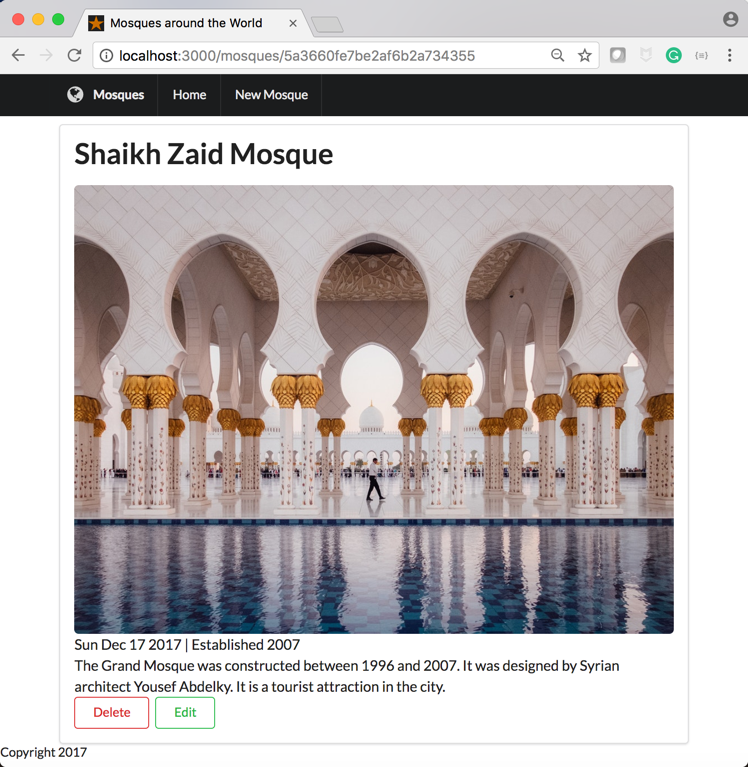 Mosques around the World
localhost:3000/mosques/5a3660fe7be2af6b2a734355
Mosques Home New Mosque
Shaikh Zaid Mosque
Sun Dec 17 2017 | Established 2007
The Grand Mosque was constructed between 1996 and 2007. It was designed by Syrian
architect Yousef Abdelky. It is a tourist attraction in the city.
Delete Edit
Copyright 2017